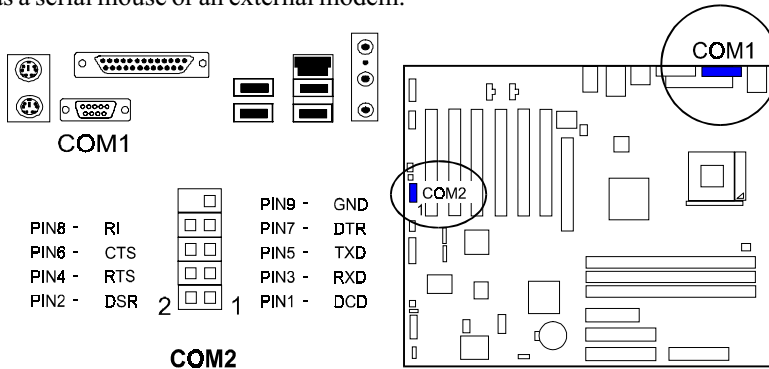 as a serial mouse or an external modem.
COM1
COM1
COM2
1
PIN9 - GND
PIN8 - RI PIN7 - DTR
PIN6 - CTS PIN5 - TXD
PIN4 - RTS PIN3 - RXD
PIN2 - DSR 2 1 PIN1 - DCD
COM2